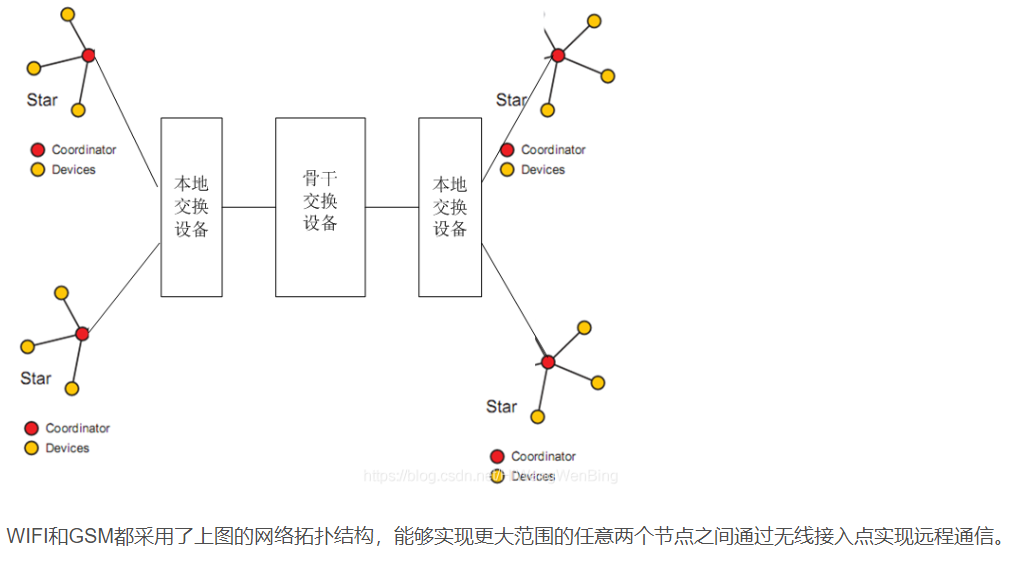 Star
Coordinator
Devices
Star
Coordinator
Devices
本地
交换
设备
骨干
交换
设备
本地
交换
设备
Star
Coordinator
Devices
Star
Coordinator
Devices
WIFI和GSM都采用了上图的网络拓扑结构，能够实现更大范围的任意两个节点之间通过无线接入点实现远程通信。